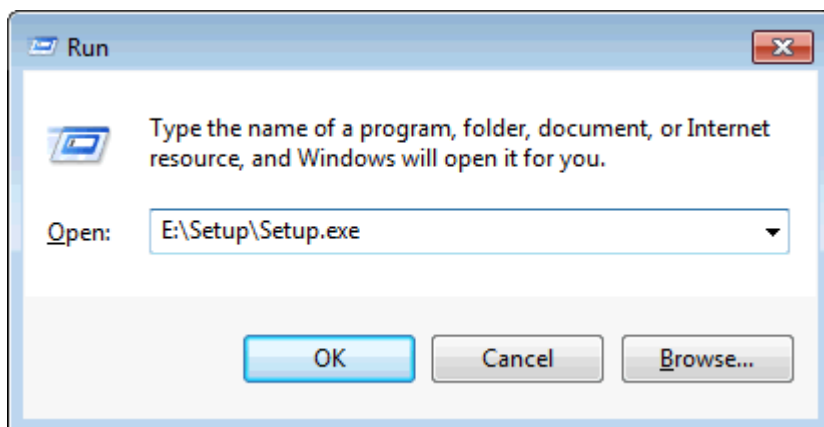 Run
Type the name of a program, folder, document, or Internet
resource, and Windows will open it for you.
Open: E:\Setup\Setup.exe
OK Cancel Browse...